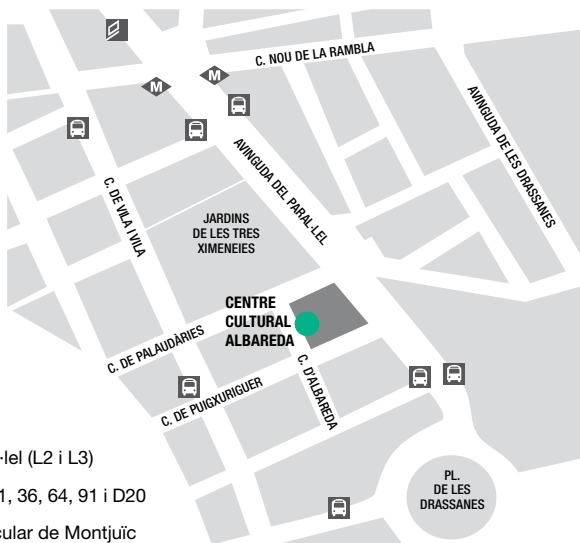 C. NOU DE LA RAMBLA
M
M
AVINGUDA DE LES DRASSANES
AVINGUDA DEL PARAL·LEL
C. DE VILA I VILA
JARDINS
DE LES TRES
XIMENEIES
CENTRE
CULTURAL
ALBAREDA
C. DE PALAUDÀRIES
C. D'ALBAREDA
C. DE PUIGXURIGUER
·lel (L2 i L3)
1, 36, 64, 91 i D20
cular de Montjuïc
PL.
DE LES
DRASSANES